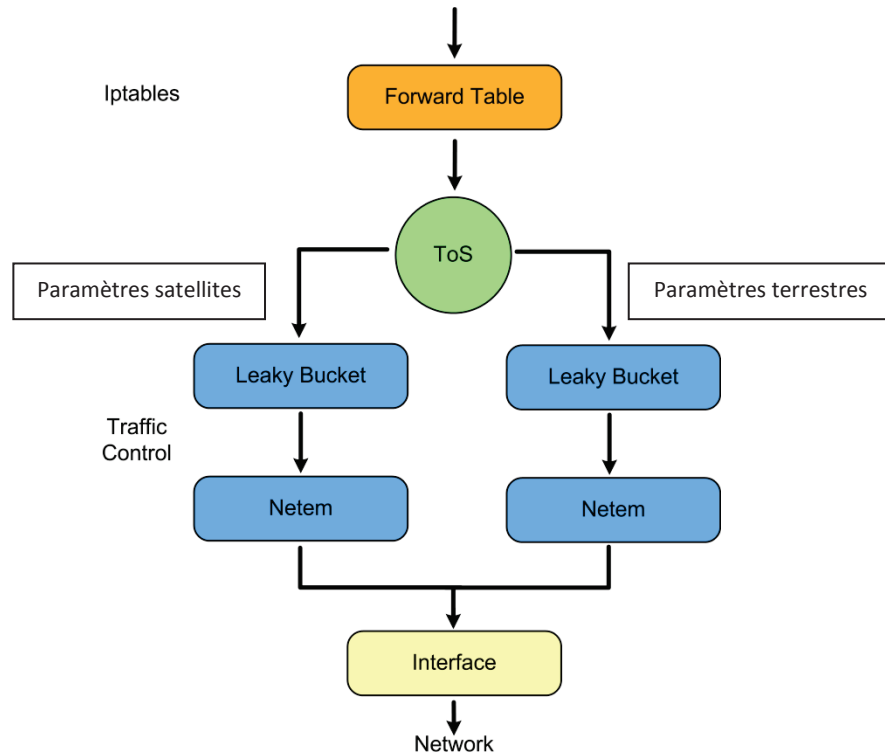 Iptables
Forward Table
ToS
Paramètres satellites
Paramètres terrestres
Leaky Bucket
Leaky Bucket
Traffic
Control
Netem
Netem
Interface
Network